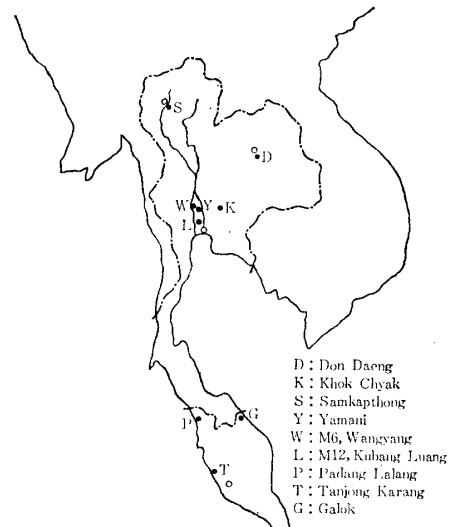 S
D
W Y K
L
P G
T
D : Don Daeng
K : Khok Chyak
S : Samkapthong
Y : Yamani
W : M6, Wangyang
L : M12, Kubang Luang
P : Padang Lalang
T : Tanjong Karang
G : Galok